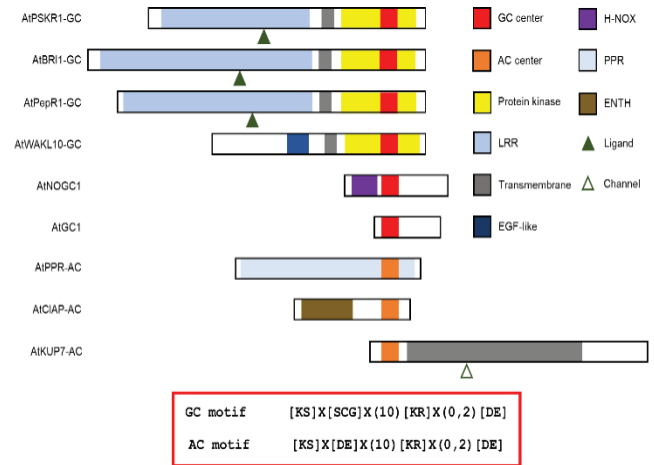 AtPSKR1-GC
AtBRI1-GC
AtPepR1-GC
AtWAKL10-GC
AtNOGC1
AtGC1
AtPPR-AC
AtClAP-AC
AtKUP7-AC
GC center
AC center
Protein kinase
LRR
Transmembrane
EGF-like
H-NOX
PPR
ENTH
Ligand
Channel
GC motif [KS]X[SCG]X(10)[KR]X(0,2)[DE]
AC motif [KS]X[DE]X(10)[KR]X(0,2)[DE]